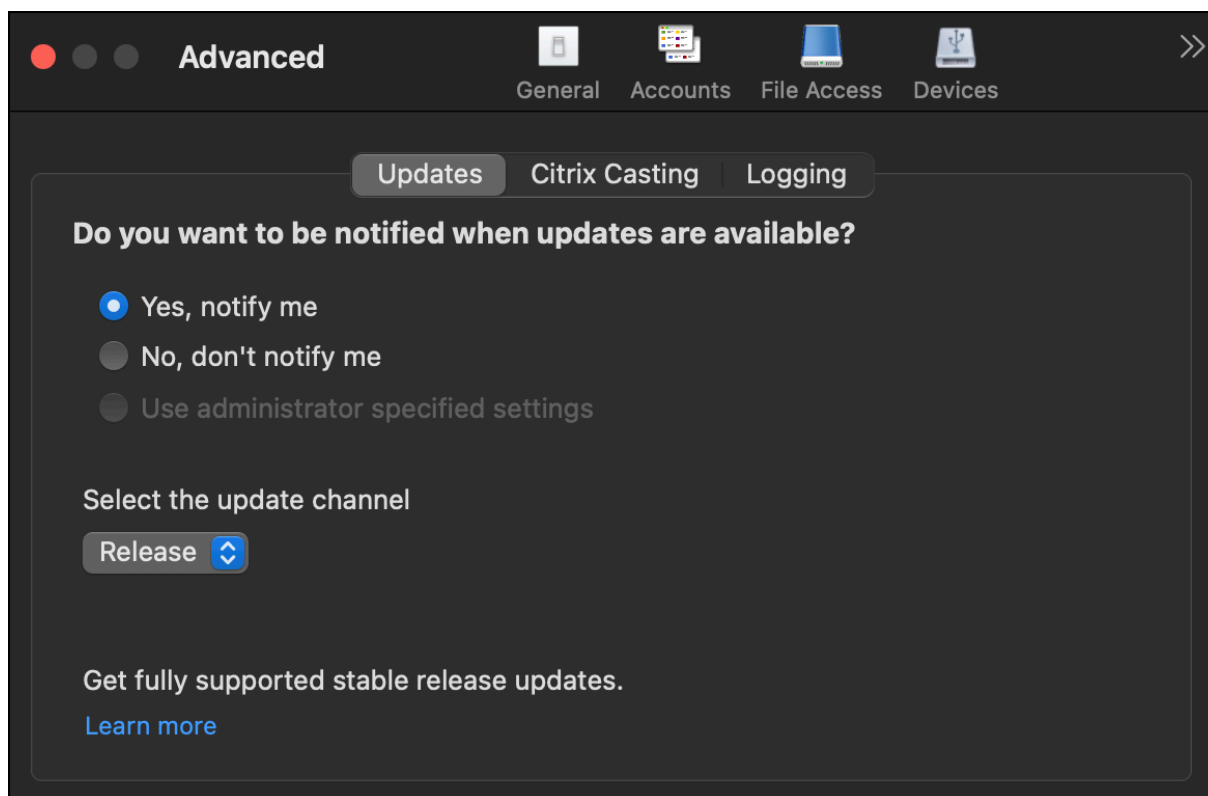 Advanced
General Accounts File Access Devices
Updates Citrix Casting Logging
Do you want to be notified when updates are available?
Yes, notify me
No, don't notify me
Use administrator specified settings
Select the update channel
Release
Get fully supported stable release updates.
Learn more